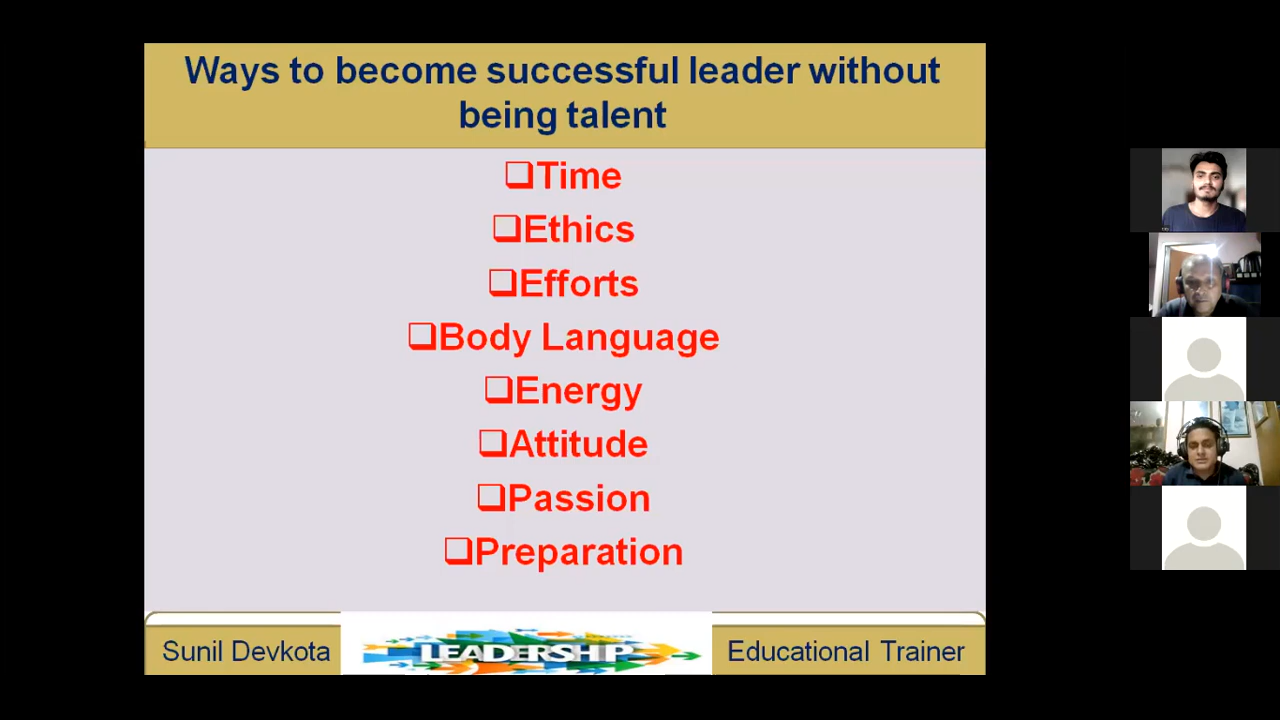 Ways to become successful leader without
being talent
❑Time
❑Ethics
❑Efforts
❑Body Language
❑Energy
❑Attitude
❑Passion
❑Preparation
Sunil Devkota
LEADERSHIP
Educational Trainer